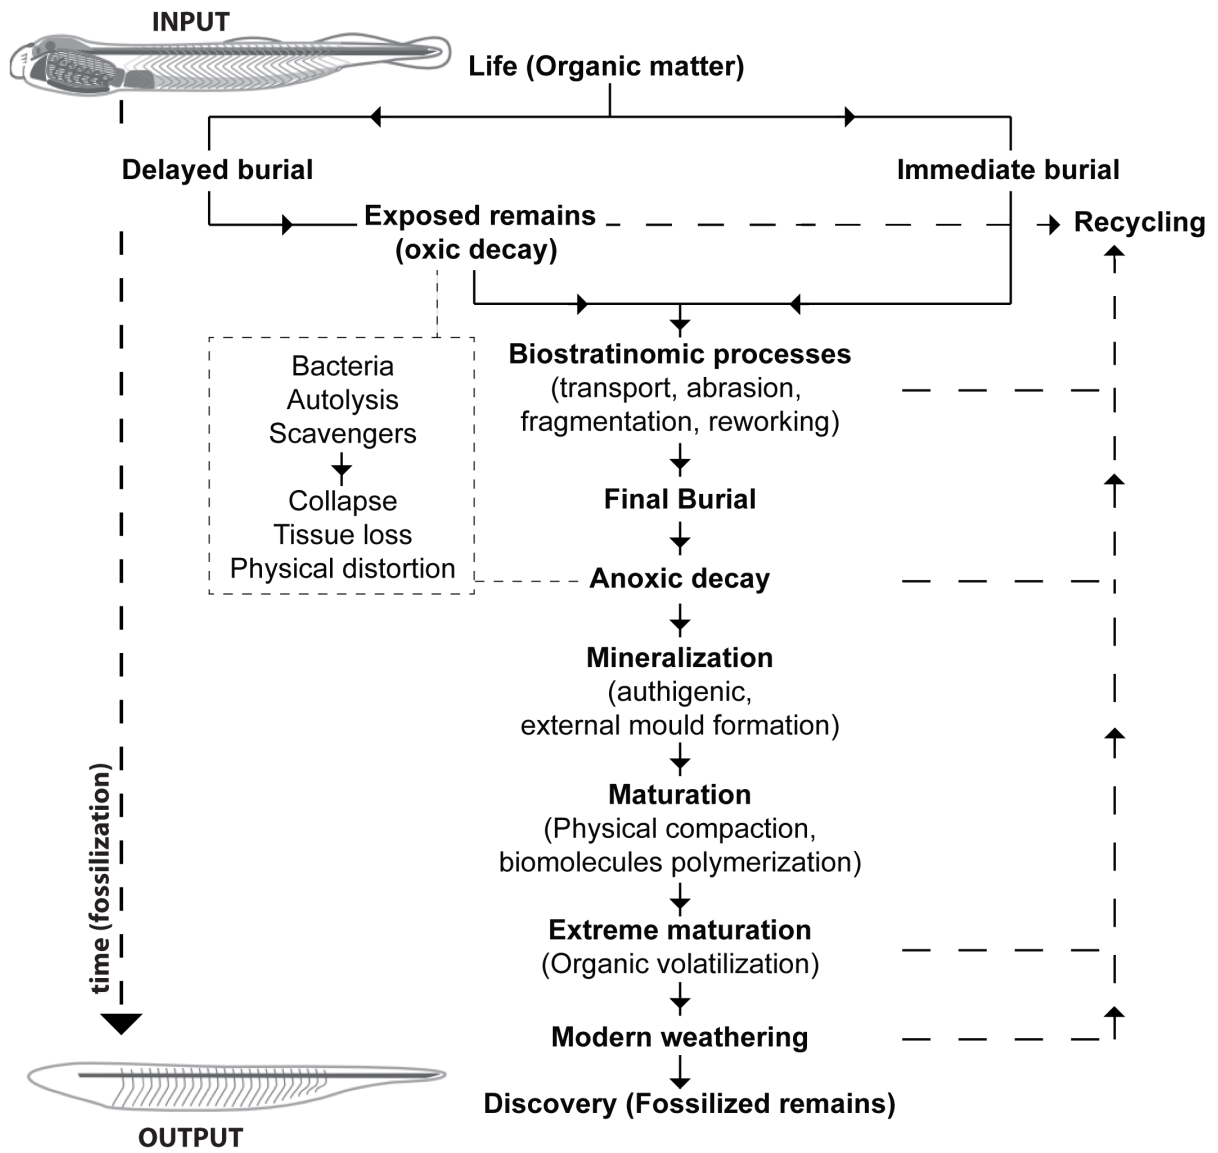 INPUT
Life (Organic matter)
Delayed burial
Immediate burial
Exposed remains
(oxic decay)
Recycling
Bacteria
Autolysis
Scavengers
Collapse
Tissue loss
Physical distortion
Biostratinomic processes
(transport, abrasion,
fragmentation, reworking)
Final Burial
Anoxic decay
Mineralization
(authigenic,
external mould formation)
Maturation
(Physical compaction,
biomolecules polymerization)
Extreme maturation
(Organic volatilization)
Modern weathering
Discovery (Fossilized remains)
time (fossilization)
OUTPUT